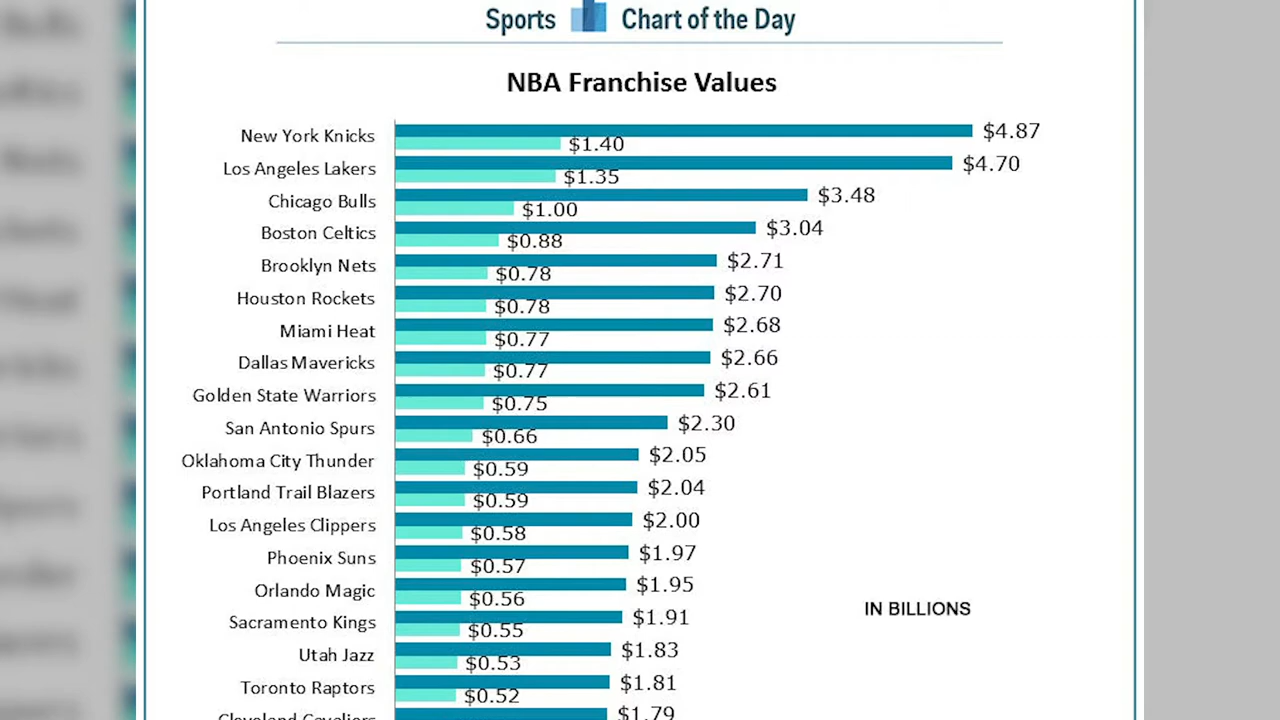 Sports Chart of the Day
NBA Franchise Values
New York Knicks $4.87
$1.40
Los Angeles Lakers $4.70
$1.35
Chicago Bulls $3.48
$1.00
Boston Celtics $3.04
$0.88
Brooklyn Nets $2.71
$0.78
Houston Rockets $2.70
$0.78
Miami Heat $2.68
$0.77
Dallas Mavericks $2.66
$0.77
Golden State Warriors $2.61
$0.75
San Antonio Spurs $2.30
$0.66
Oklahoma City Thunder $2.05
$0.59
Portland Trail Blazers $2.04
$0.59
Los Angeles Clippers $2.00
$0.58
Phoenix Suns $1.97
$0.57
Orlando Magic $1.95
$0.56
IN BILLIONS
Sacramento Kings $1.91
$0.55
Utah Jazz $1.83
$0.53
Toronto Raptors $1.81
$0.52
Cleveland Cavaliers $1.79